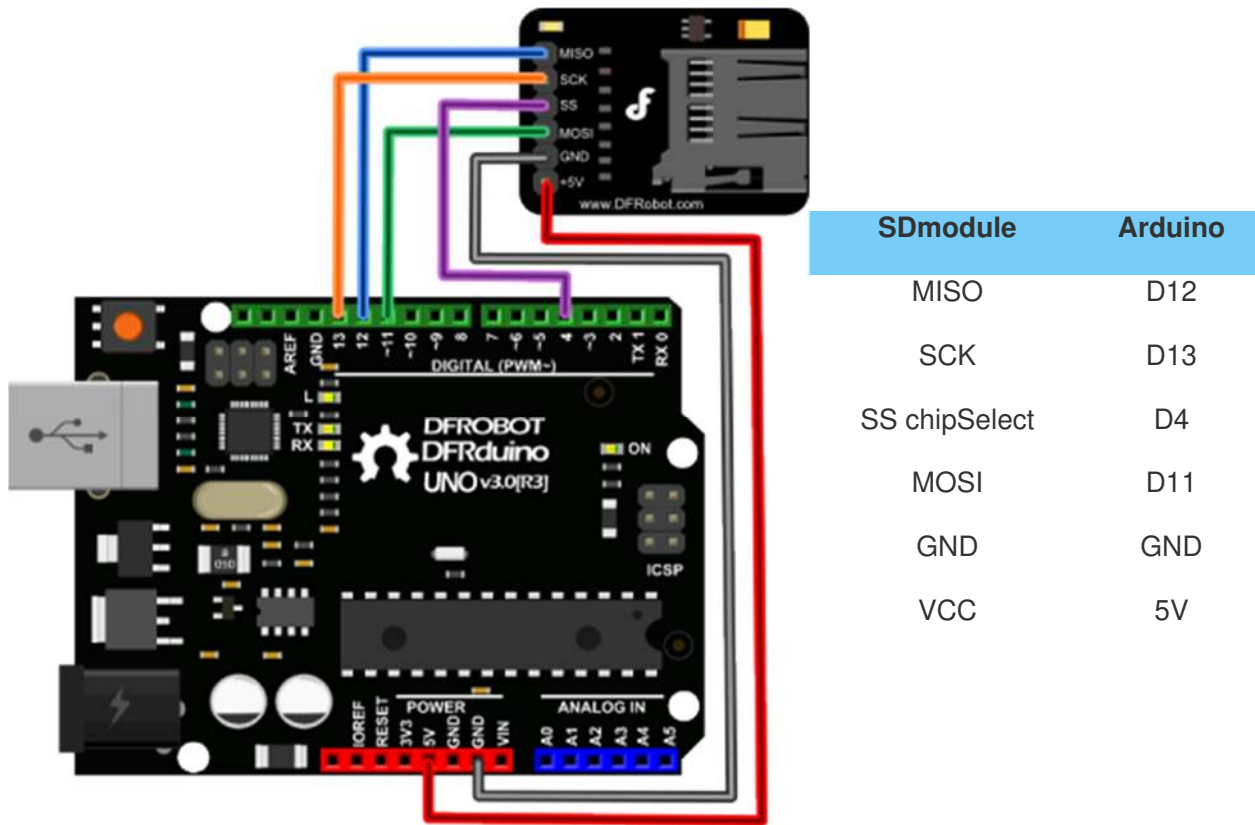 MISO
SCK
SS
MOSI
GND
+5V
www.DFRobot.com
SDmodule Arduino
MISO D12
SCK D13
SS chipSelect D4
MOSI D11
GND GND
VCC 5V
AREF
GND
13
12
~11
~10
~9
8
7
~6
~5
4
~3
2
TX 1
RX 0
DIGITAL (PWM~)
L
TX
RX
DFROBOT
DFRduino
UNO v3.0[R3]
ON
ICSP
050
POWER
ANALOG IN
IOREF
RESET
3V3
5V
GND
GND
VIN
A0
A1
A2
A3
A4
A5